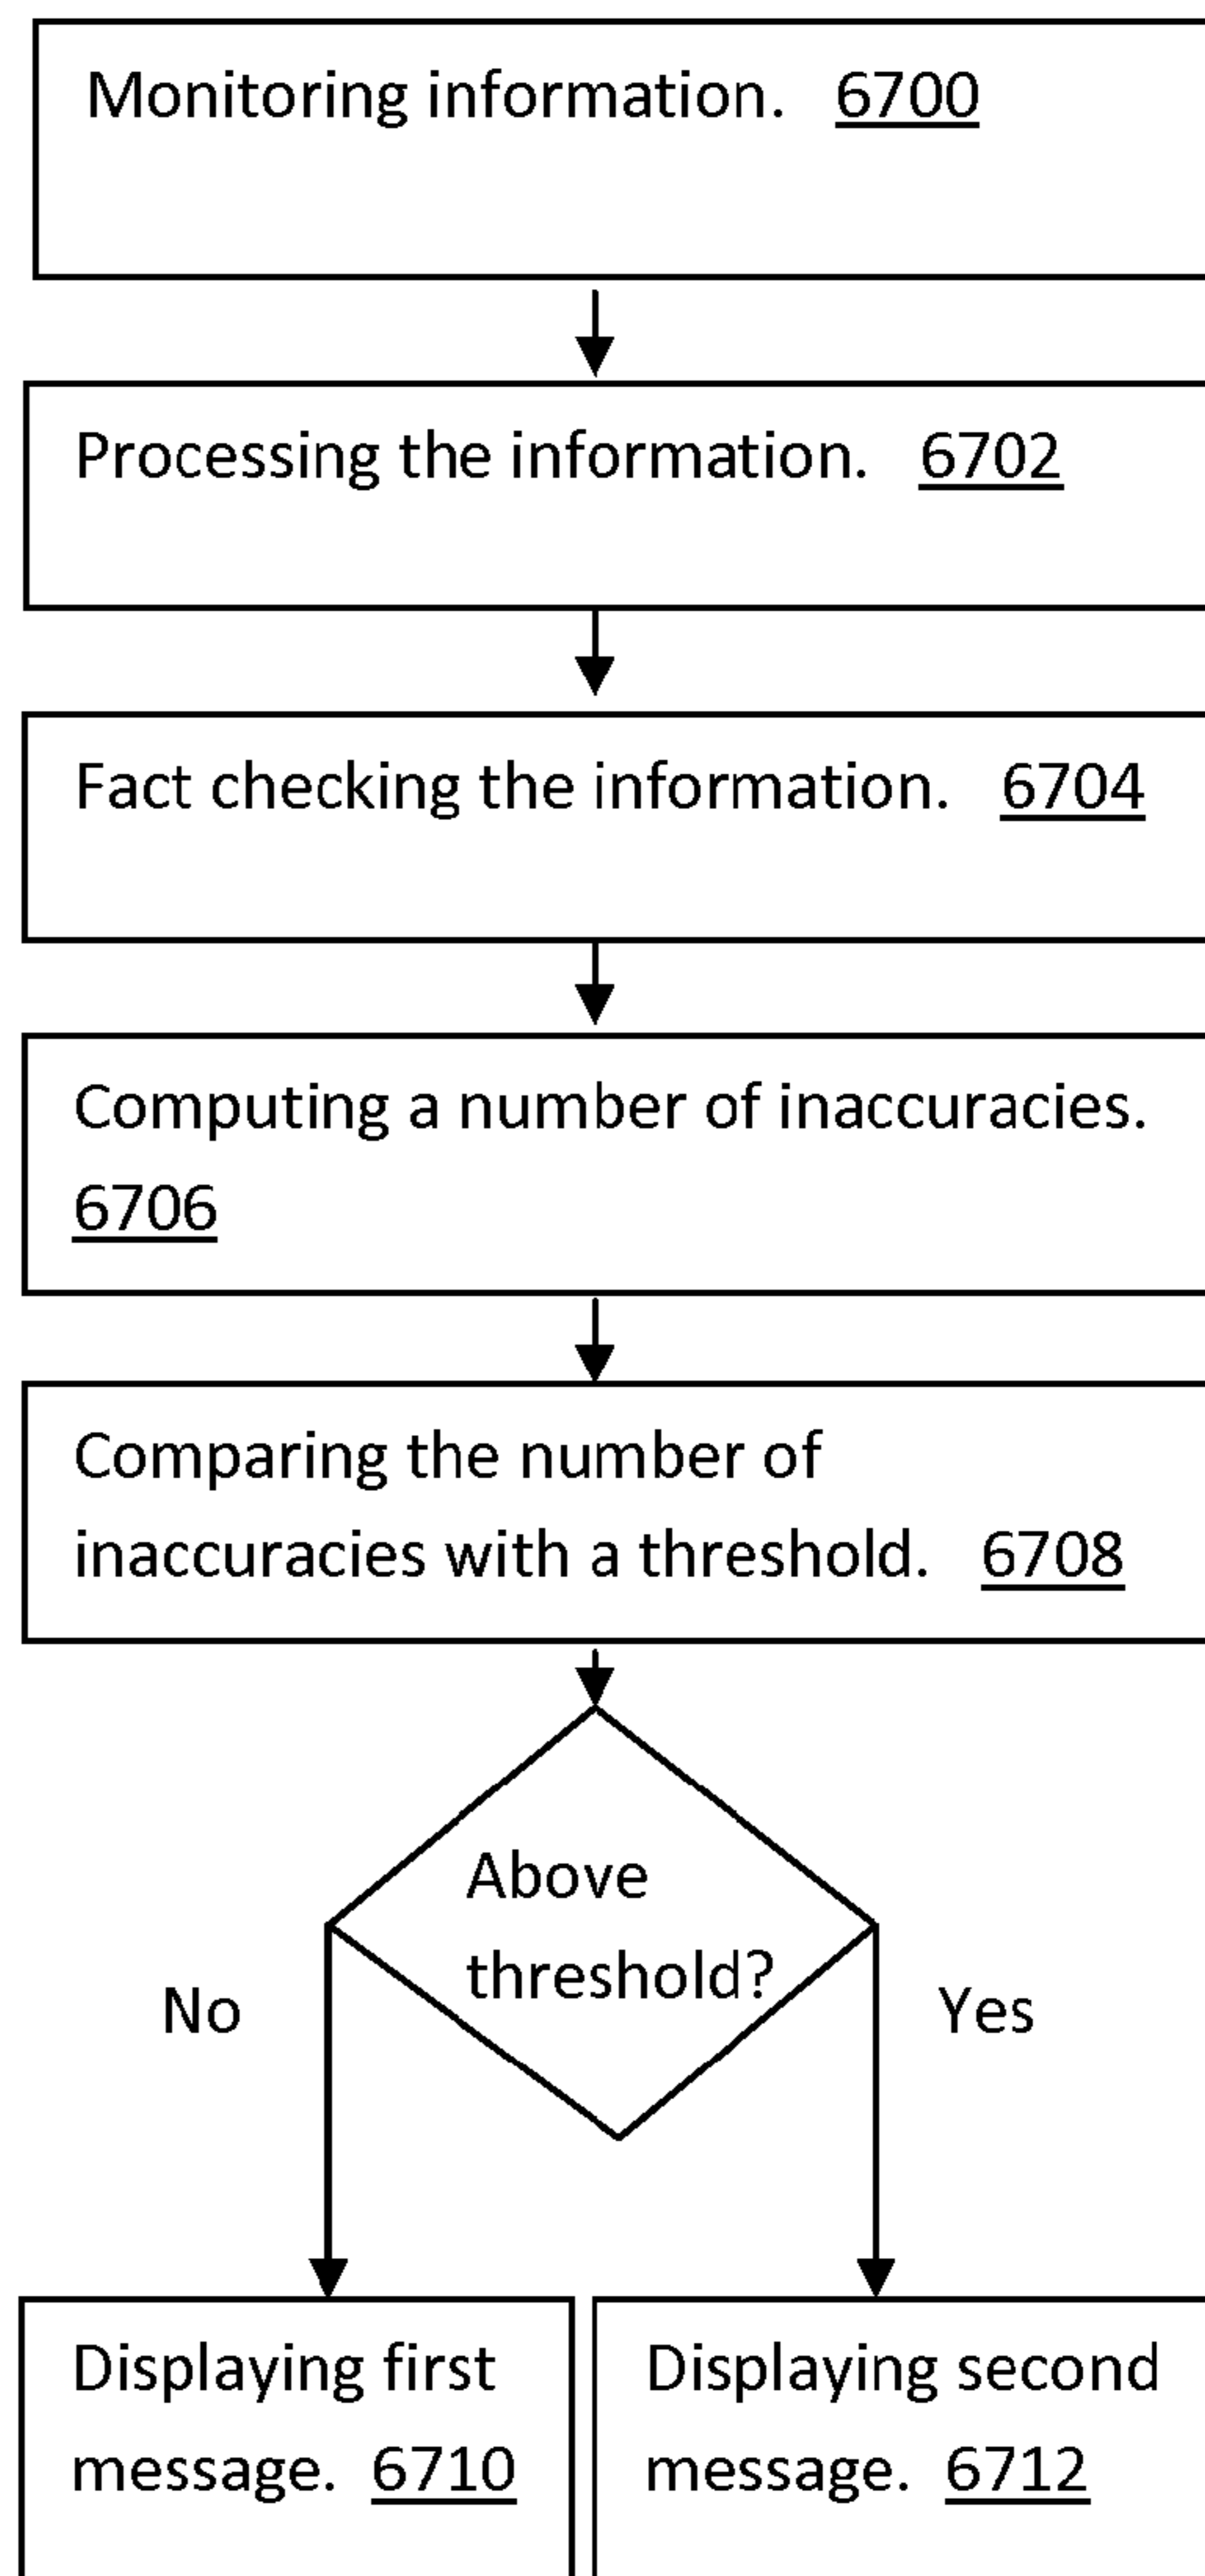 Monitoring information. 6700
Processing the information. 6702
Fact checking the information. 6704
Computing a number of inaccuracies.
6706
Comparing the number of
inaccuracies with a threshold. 6708
Above
threshold?
No
Yes
Displaying first
message. 6710
Displaying second
message. 6712